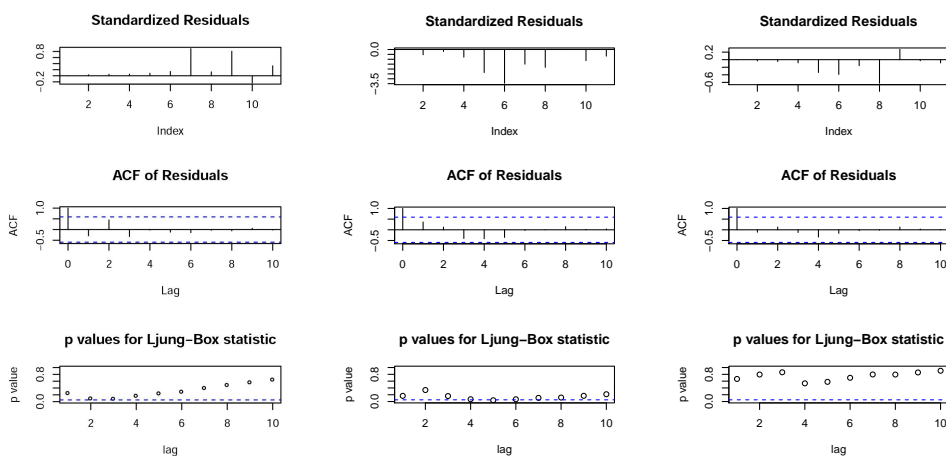 Standardized Residuals
0.8
−0.2
2 4 6 8 10
Index
ACF of Residuals
ACF
1.0
−0.5
0 2 4 6 8 10
Lag
p values for Ljung−Box statistic
p value
0.8
0.0
2 4 6 8 10
lag
Standardized Residuals
0.0
−3.5
2 4 6 8 10
Index
ACF of Residuals
ACF
1.0
−0.5
0 2 4 6 8 10
Lag
p values for Ljung−Box statistic
p value
0.8
0.0
2 4 6 8 10
lag
Standardized Residuals
0.2
−0.6
2 4 6 8 10
Index
ACF of Residuals
ACF
1.0
−0.5
0 2 4 6 8 10
Lag
p values for Ljung−Box statistic
p value
0.8
0.0
2 4 6 8 10
lag